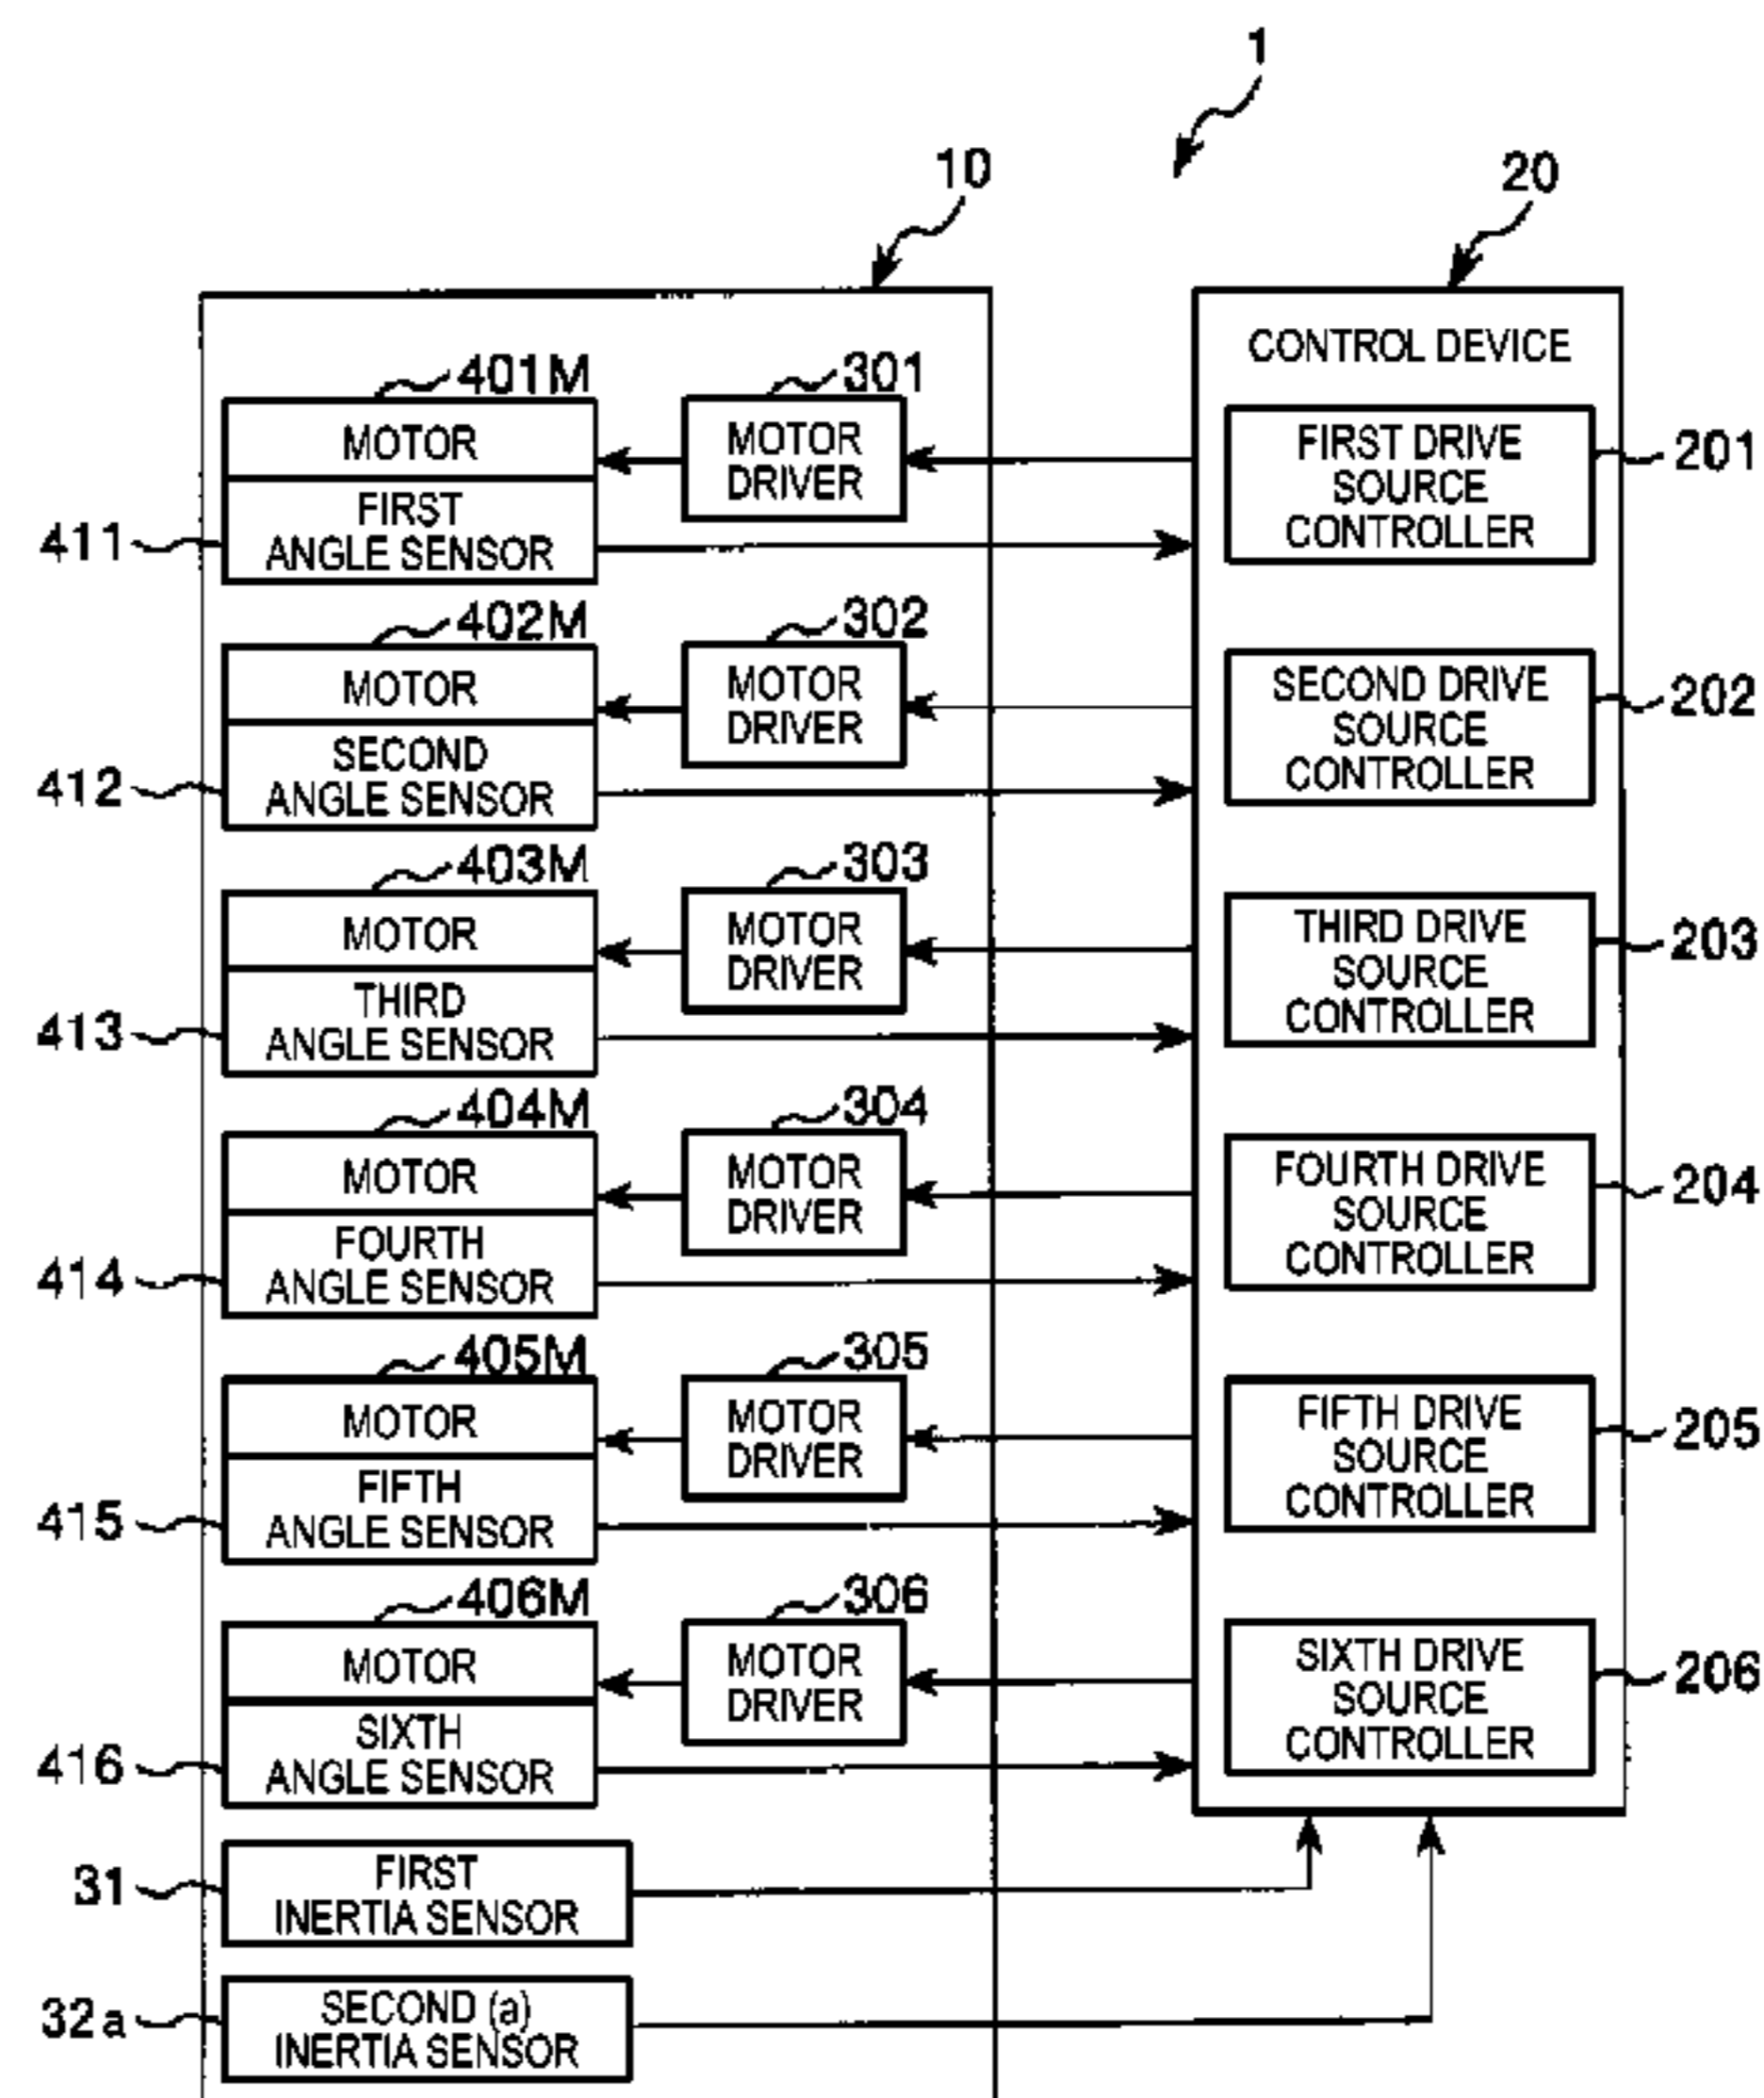 1
10
20
CONTROL DEVICE
401M
301
MOTOR
MOTOR
DRIVER
FIRST DRIVE
SOURCE
CONTROLLER
201
FIRST
ANGLE SENSOR
411
402M
302
MOTOR
MOTOR
DRIVER
SECOND DRIVE
SOURCE
CONTROLLER
202
SECOND
ANGLE SENSOR
412
403M
303
MOTOR
MOTOR
DRIVER
THIRD DRIVE
SOURCE
CONTROLLER
203
THIRD
ANGLE SENSOR
413
404M
304
MOTOR
MOTOR
DRIVER
FOURTH DRIVE
SOURCE
CONTROLLER
204
FOURTH
ANGLE SENSOR
414
405M
305
MOTOR
MOTOR
DRIVER
FIFTH DRIVE
SOURCE
CONTROLLER
205
FIFTH
ANGLE SENSOR
415
406M
306
MOTOR
MOTOR
DRIVER
SIXTH DRIVE
SOURCE
CONTROLLER
206
SIXTH
ANGLE SENSOR
416
31
FIRST
INERTIA SENSOR
32a
SECOND (a)
INERTIA SENSOR